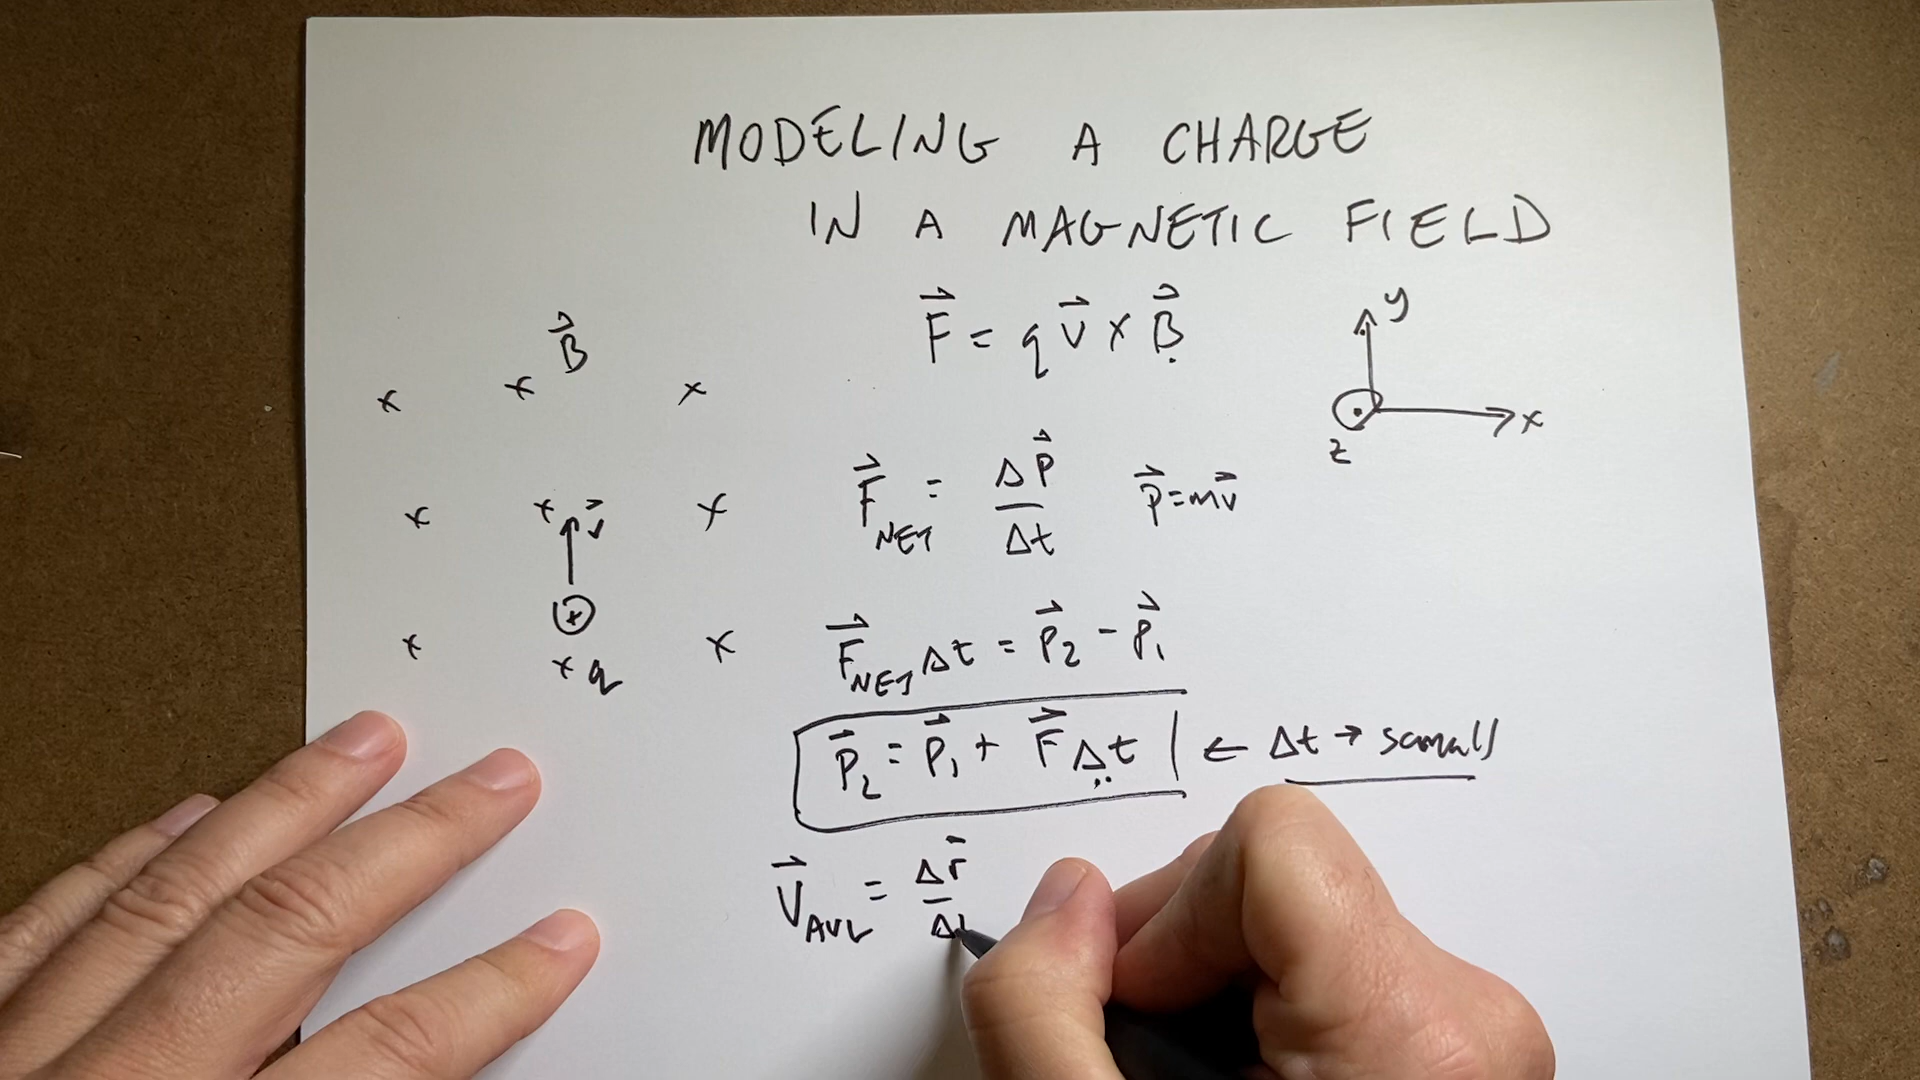 MODELING A CHARGE
IN A MAGNETIC FIELD
F⃗ = q v⃗ × B⃗
y
x
z
B⃗
x x x
x x v⃗ x
x + x
x q
F⃗NET = Δp⃗/Δt p⃗=mv⃗
F⃗NET Δt = p⃗2 - p⃗1
p⃗2 = p⃗1 + F⃗ Δt ← Δt → small
v⃗AVG = Δr⃗/Δt